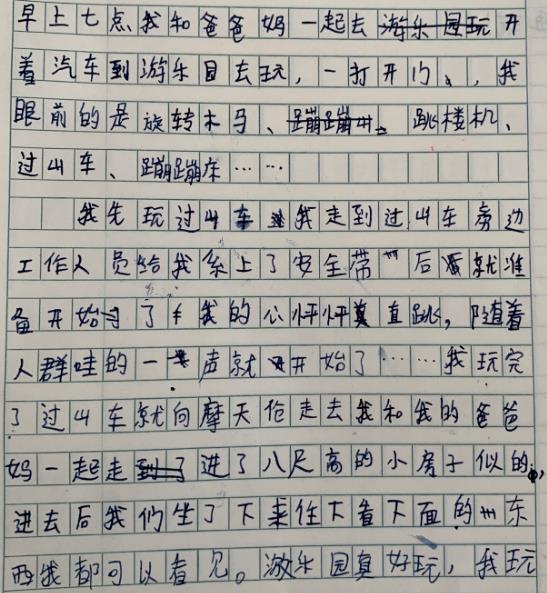 早上七点我和爸爸妈一起去游乐园玩开
着汽车到游乐园去玩，一打开门、，我
眼前的是旋转木马、蹦蹦床。跳楼机、
过山车、蹦蹦床……
我先玩过山车我走到过山车旁边
工作人员给我系上了安全带后就准
备开始了我的心怦怦直跳，随着
人群哇的一声就开始了……我玩完
了过山车就向摩天伦走去我和我的爸爸
妈一起走到了进了八尺高的小房子似的，
进去后我们坐了下来往下看下面的东
西我都可以看见。游乐园真好玩，我玩